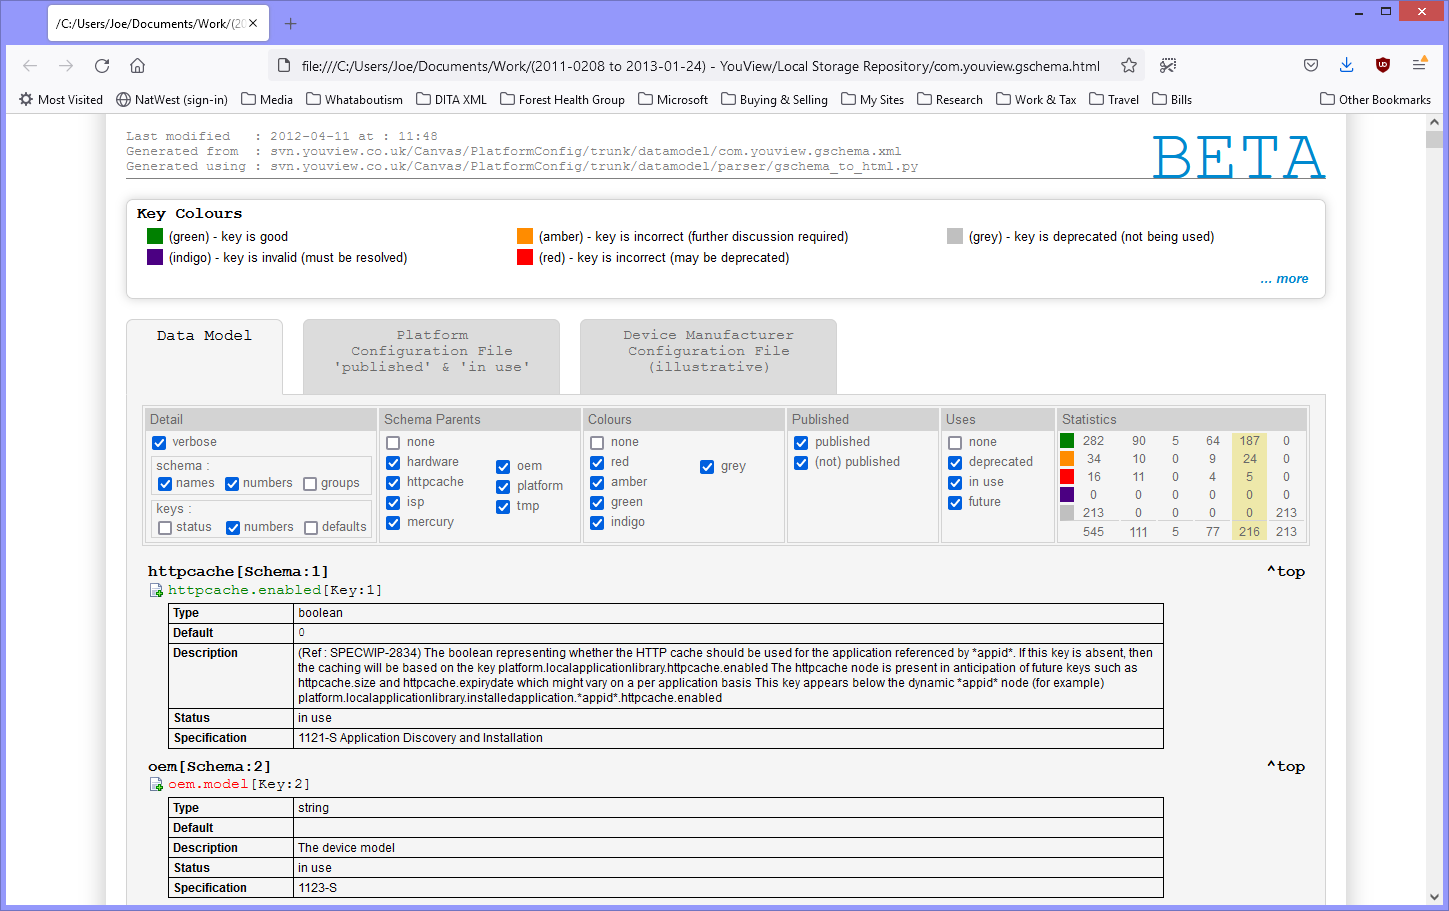 /C:/Users/Joe/Documents/Work/(20
file:///C:/Users/Joe/Documents/Work/(2011-0208 to 2013-01-24) - YouView/Local Storage Repository/com.youview.gschema.html
Most Visited NatWest (sign-in) Media Whataboutism DITA XML Forest Health Group Microsoft Buying & Selling My Sites Research Work & Tax Travel Bills Other Bookmarks
Last modified : 2012-04-11 at : 11:48
Generated from : svn.youview.co.uk/Canvas/PlatformConfig/trunk/datamodel/com.youview.gschema.xml
Generated using : svn.youview.co.uk/Canvas/PlatformConfig/trunk/datamodel/parser/gschema_to_html.py
BETA
Key Colours
(green) - key is good (amber) - key is incorrect (further discussion required) (grey) - key is deprecated (not being used)
(indigo) - key is invalid (must be resolved) (red) - key is incorrect (may be deprecated)
... more
Data Model
Platform
Configuration File
'published' & 'in use'
Device Manufacturer
Configuration File
(illustrative)
Detail
verbose
schema :
names numbers groups
keys :
status numbers defaults
Schema Parents
none
hardware
httpcache
isp
mercury
oem
platform
tmp
Colours
none
red
amber
green
indigo
grey
Published
published
(not) published
Uses
none
deprecated
in use
future
Statistics
282 90 5 64 187 0
34 10 0 9 24 0
16 11 0 4 5 0
0 0 0 0 0 0
213 0 0 0 0 213
545 111 5 77 216 213
httpcache[Schema:1] ^top
httpcache.enabled[Key:1]
Type boolean
Default 0
Description (Ref : SPECWIP-2834) The boolean representing whether the HTTP cache should be used for the application referenced by *appid*. If this key is absent, then
the caching will be based on the key platform.localapplicationlibrary.httpcache.enabled The httpcache node is present in anticipation of future keys such as
httpcache.size and httpcache.expirydate which might vary on a per application basis This key appears below the dynamic *appid* node (for example)
platform.localapplicationlibrary.installedapplication.*appid*.httpcache.enabled
Status in use
Specification 1121-S Application Discovery and Installation
oem[Schema:2] ^top
oem.model[Key:2]
Type string
Default
Description The device model
Status in use
Specification 1123-S